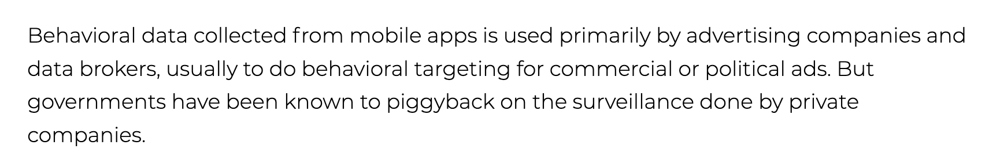 Behavioral data collected from mobile apps is used primarily by advertising companies and
data brokers, usually to do behavioral targeting for commercial or political ads. But
governments have been known to piggyback on the surveillance done by private
companies.